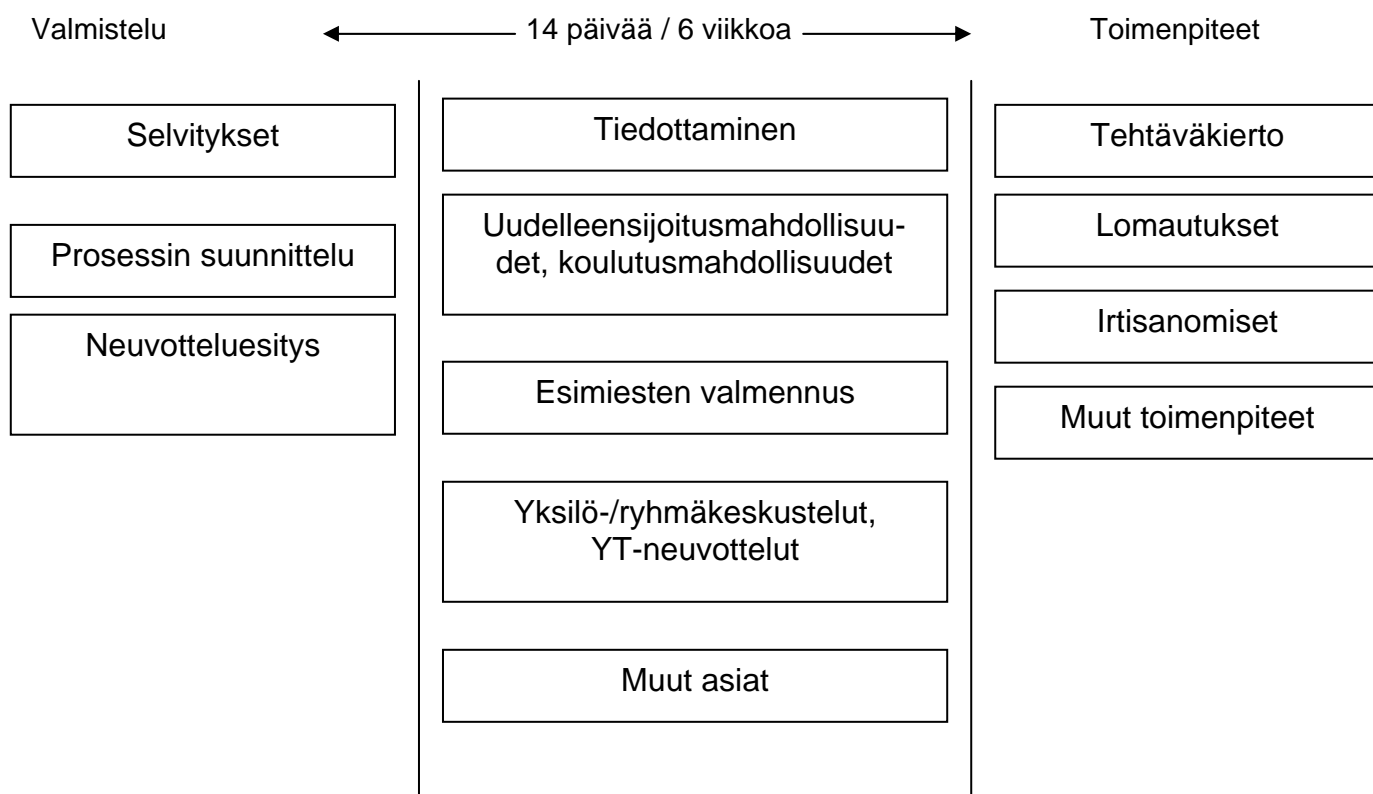 Valmistelu
14 päivää / 6 viikkoa
Toimenpiteet
Selvitykset
Prosessin suunnittelu
Neuvotteluesitys
Tiedottaminen
Uudelleensijoitusmahdollisuu-
det, koulutusmahdollisuudet
Esimiesten valmennus
Yksilö-/ryhmäkeskustelut,
YT-neuvottelut
Muut asiat
Tehtäväkierto
Lomautukset
Irtisanomiset
Muut toimenpiteet